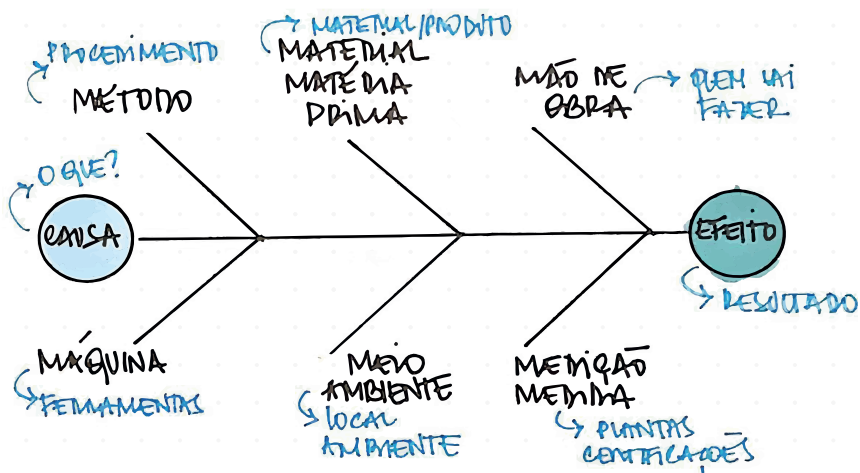 PROCEDIMENTO
MÉTODO
MATERIAL/PRODUTO
MATERIAL
MATÉRIA
PRIMA
MÃO DE
OBRA
QUEM VAI
FAZER
O QUE?
CAUSA
EFEITO
RESULTADO
MÁQUINA
FERRAMENTAS
MEIO
AMBIENTE
LOCAL
AMBIENTE
MEDIÇÃO
MEDIDA
PLANTAS
CERTIFICAÇÕES